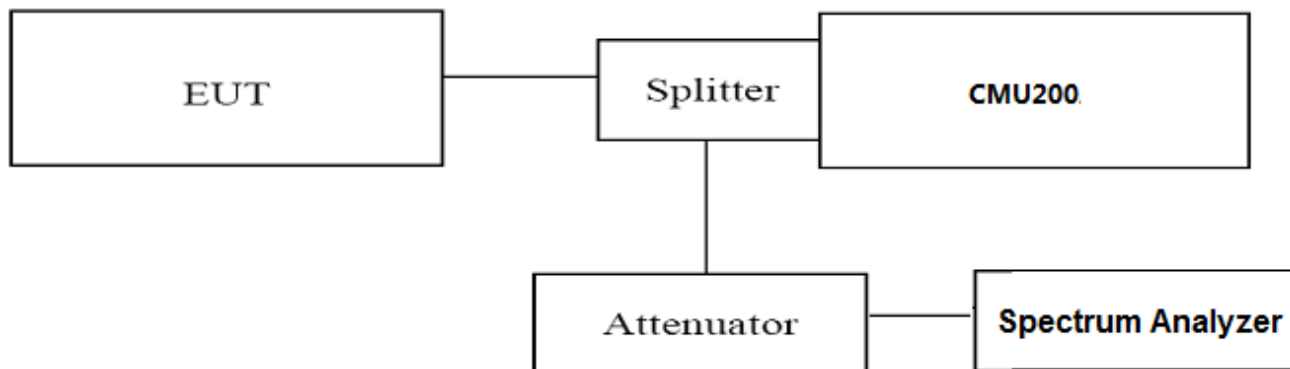 EUT
Splitter
CMU200
Attenuator
Spectrum Analyzer